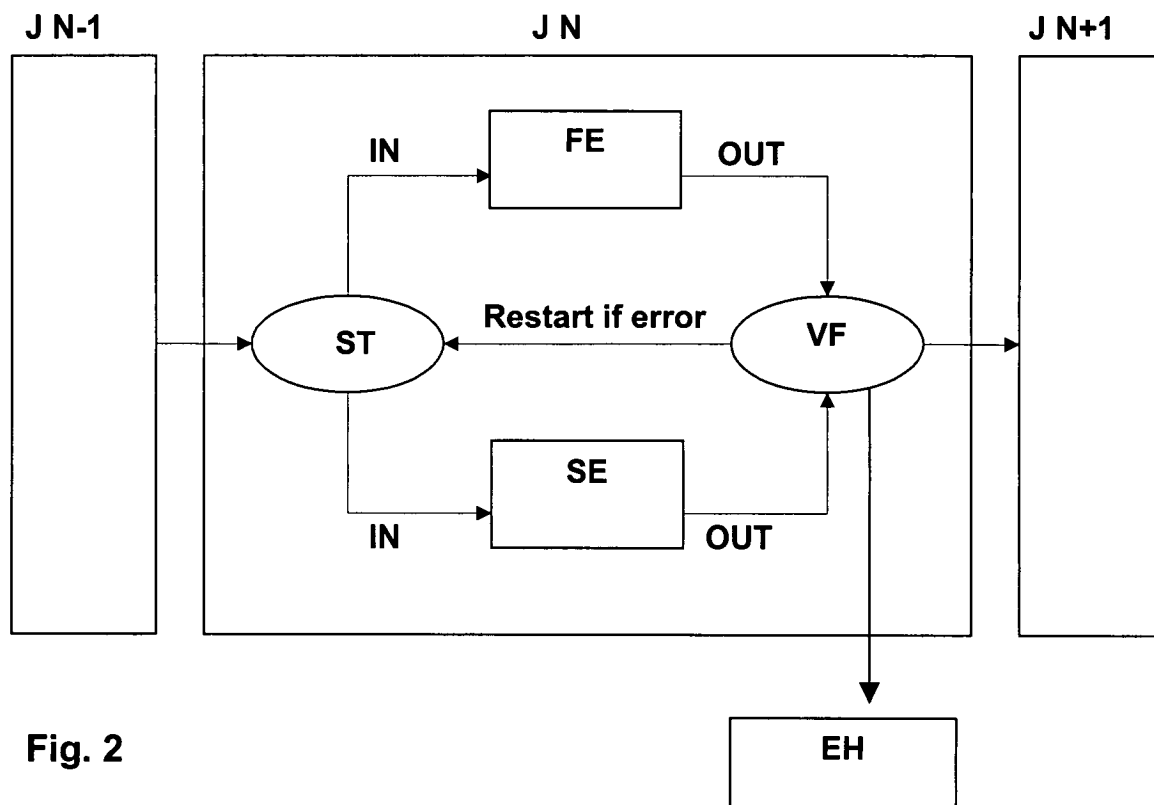 J N-1
J N
J N+1
IN
FE
OUT
ST
Restart if error
VF
IN
SE
OUT
Fig. 2
EH